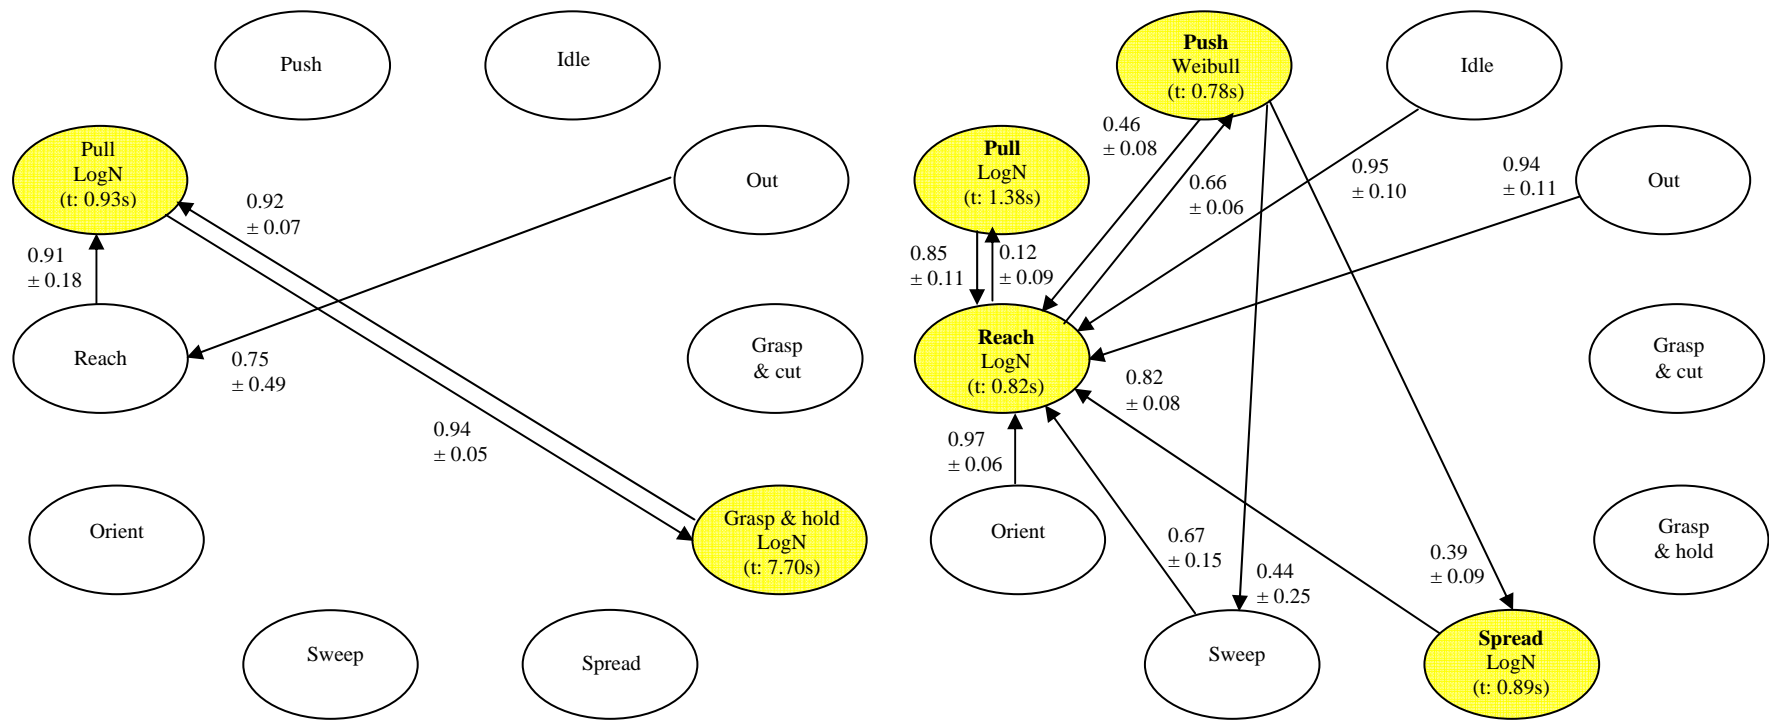 Push
Idle
Pull
LogN
(t: 0.93s)
0.92
± 0.07
Out
0.91
± 0.18
Reach
0.75
± 0.49
Grasp
& cut
0.94
± 0.05
Orient
Grasp & hold
LogN
(t: 7.70s)
Sweep
Spread
Push
Weibull
(t: 0.78s)
Idle
0.46
± 0.08
Pull
LogN
(t: 1.38s)
0.66
± 0.06
0.95
± 0.10
0.94
± 0.11
Out
0.85
± 0.11
0.12
± 0.09
Reach
LogN
(t: 0.82s)
0.82
± 0.08
Grasp
& cut
0.97
± 0.06
Orient
0.67
± 0.15
0.44
± 0.25
0.39
± 0.09
Grasp
& hold
Sweep
Spread
LogN
(t: 0.89s)